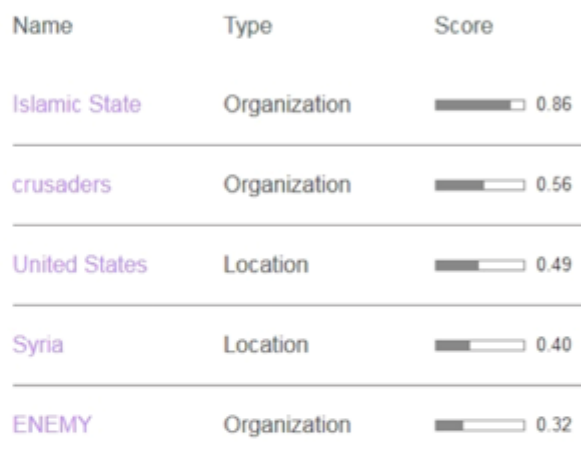 Name Type Score
Islamic State Organization 0.86
crusaders Organization 0.56
United States Location 0.49
Syria Location 0.40
ENEMY Organization 0.32